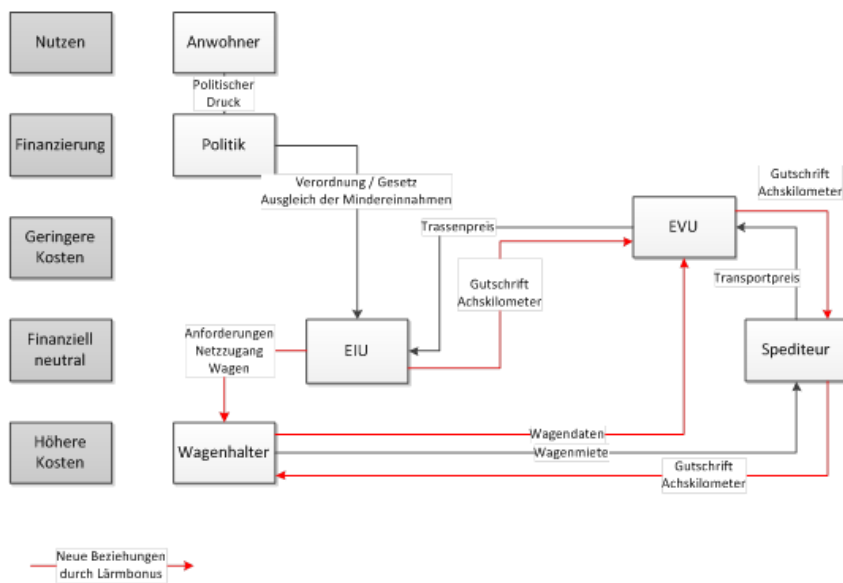 Nutzen
Anwohner
Politischer
Druck
Finanzierung
Politik
Verordnung / Gesetz
Ausgleich der Mindereinnahmen
Gutschrift
Achskilometer
Geringere
Kosten
Trassenpreis
EVU
Gutschrift
Achskilometer
Transportpreis
Finanziell
neutral
Anforderungen
Netzzugang
Wagen
EIU
Spediteur
Höhere
Kosten
Wagenhalter
Wagendaten
Wagenmiete
Gutschrift
Achskilometer
Neue Beziehungen
durch Lärmbonus